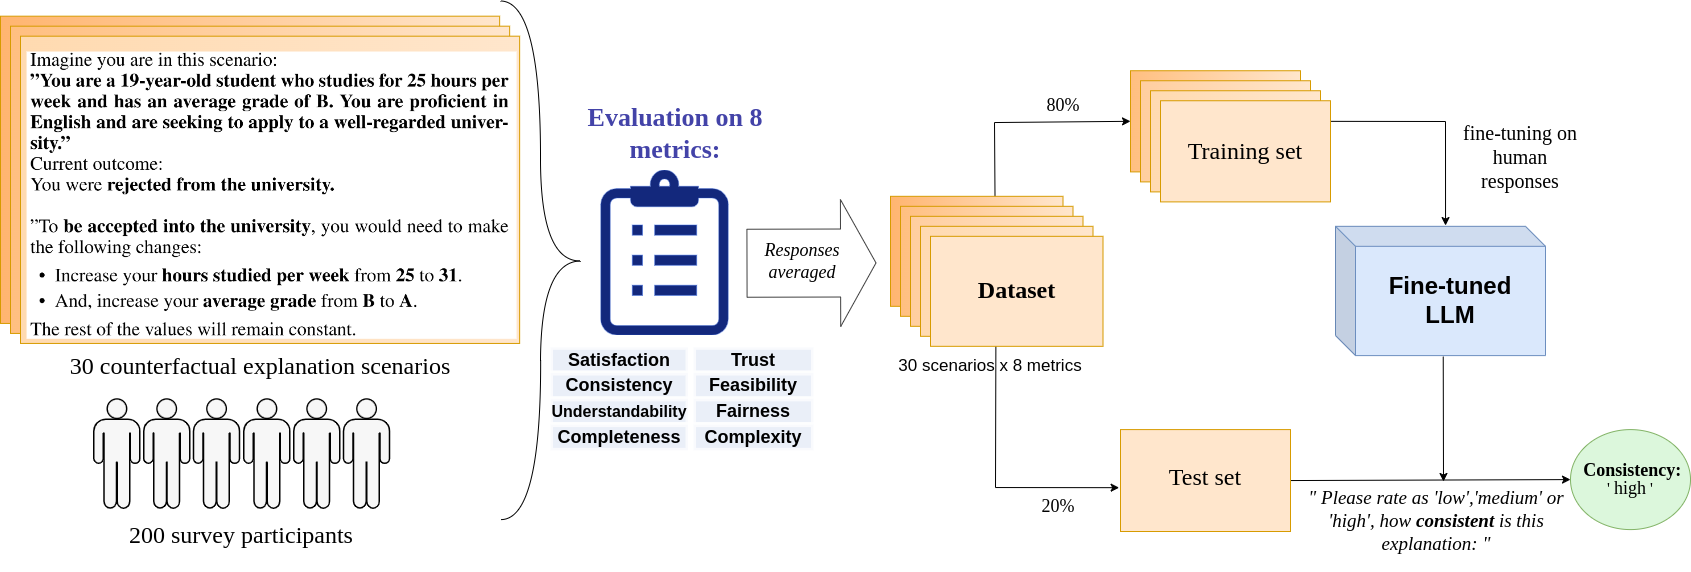 Imagine you are in this scenario:
”You are a 19-year-old student who studies for 25 hours per
week and has an average grade of B. You are proficient in
English and are seeking to apply to a well-regarded univer-
sity.”
Current outcome:
You were rejected from the university.
”To be accepted into the university, you would need to make
the following changes:
• Increase your hours studied per week from 25 to 31.
• And, increase your average grade from B to A.
The rest of the values will remain constant.
30 counterfactual explanation scenarios
200 survey participants
Evaluation on 8
metrics:
Satisfaction
Trust
Consistency
Feasibility
Understandability
Fairness
Completeness
Complexity
Responses
averaged
Dataset
30 scenarios x 8 metrics
80%
Training set
fine-tuning on
human
responses
Fine-tuned
LLM
20%
Test set
" Please rate as 'low','medium' or
'high', how consistent is this
explanation: "
Consistency:
' high '